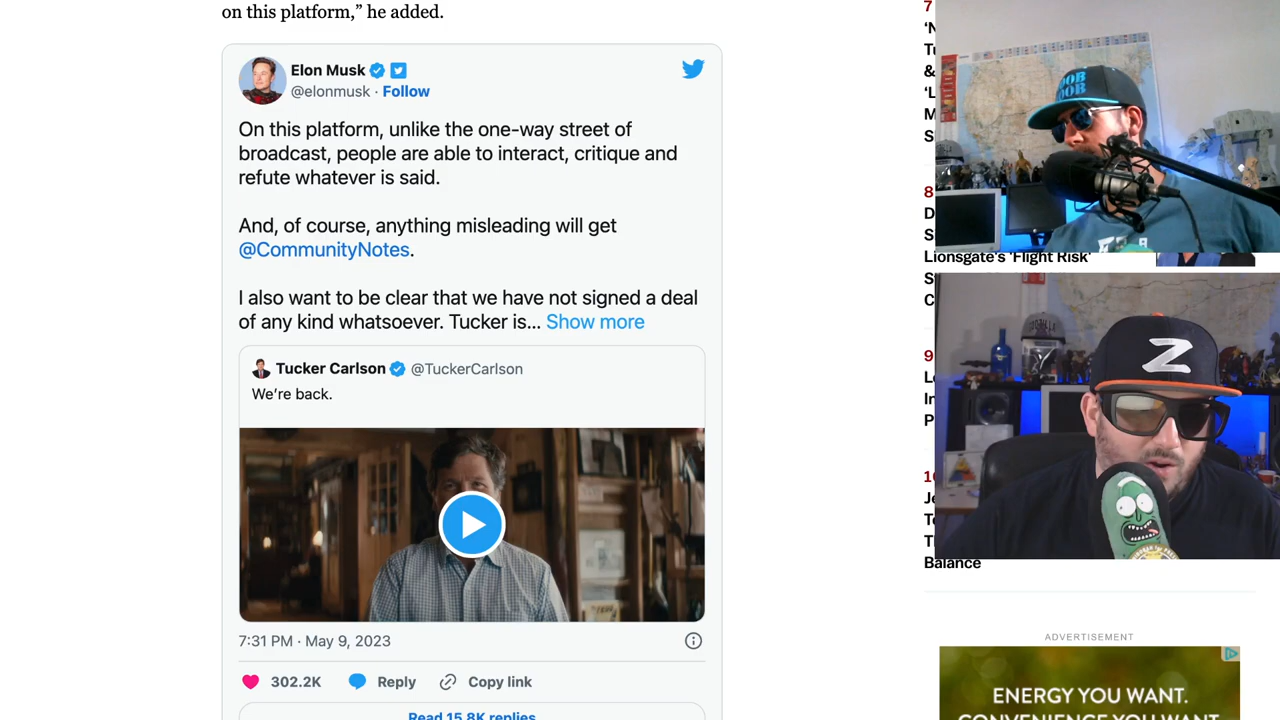 on this platform,” he added.
Elon Musk
@elonmusk · Follow
On this platform, unlike the one-way street of
broadcast, people are able to interact, critique and
refute whatever is said.
And, of course, anything misleading will get
@CommunityNotes.
I also want to be clear that we have not signed a deal
of any kind whatsoever. Tucker is... Show more
Tucker Carlson @TuckerCarlson
We’re back.
7:31 PM · May 9, 2023
302.2K Reply Copy link
Read 15.8K replies
7
&
8
Lionsgate's 'Flight Risk'
9
Balance
ADVERTISEMENT
ENERGY YOU WANT.
CONVENIENCE YOU WANT
Z